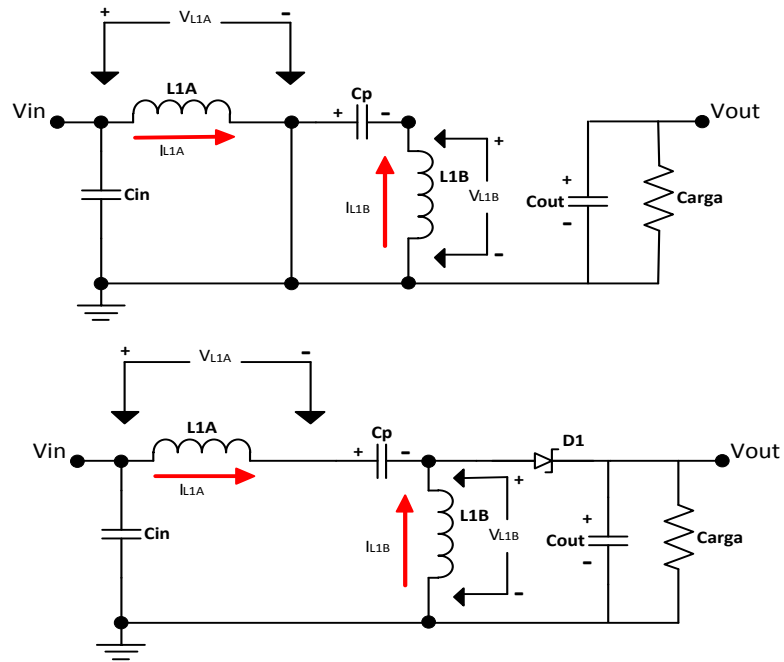 + VL1A -
L1A
Cp
+ -
Vin
Vout
IL1A
+
L1B
VL1B
IL1B
-
Cin
+
Cout
-
Carga
+ VL1A -
L1A
Cp
+ -
D1
Vin
Vout
IL1A
+
L1B
VL1B
IL1B
-
Cin
+
Cout
-
Carga